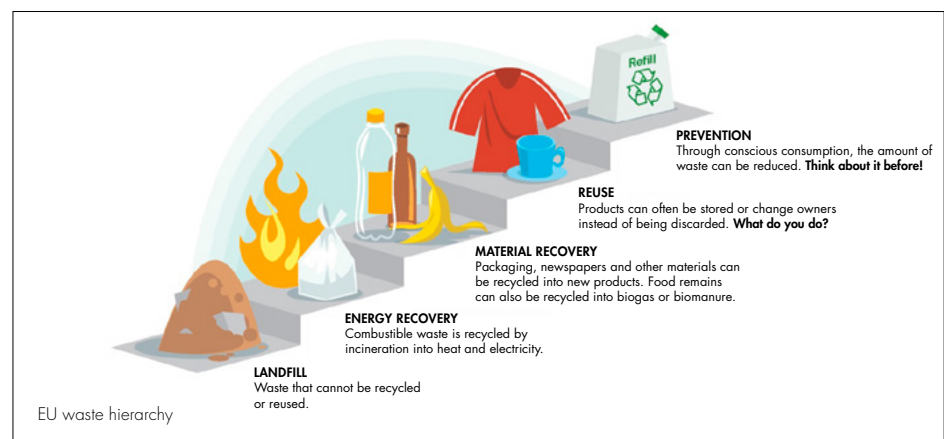 Refill
PREVENTION
Through conscious consumption, the amount of
waste can be reduced. Think about it before!
REUSE
Products can often be stored or change owners
instead of being discarded. What do you do?
MATERIAL RECOVERY
Packaging, newspapers and other materials can
be recycled into new products. Food remains
can also be recycled into biogas or biomanure.
ENERGY RECOVERY
Combustible waste is recycled by
incineration into heat and electricity.
LANDFILL
Waste that cannot be recycled
or reused.
EU waste hierarchy